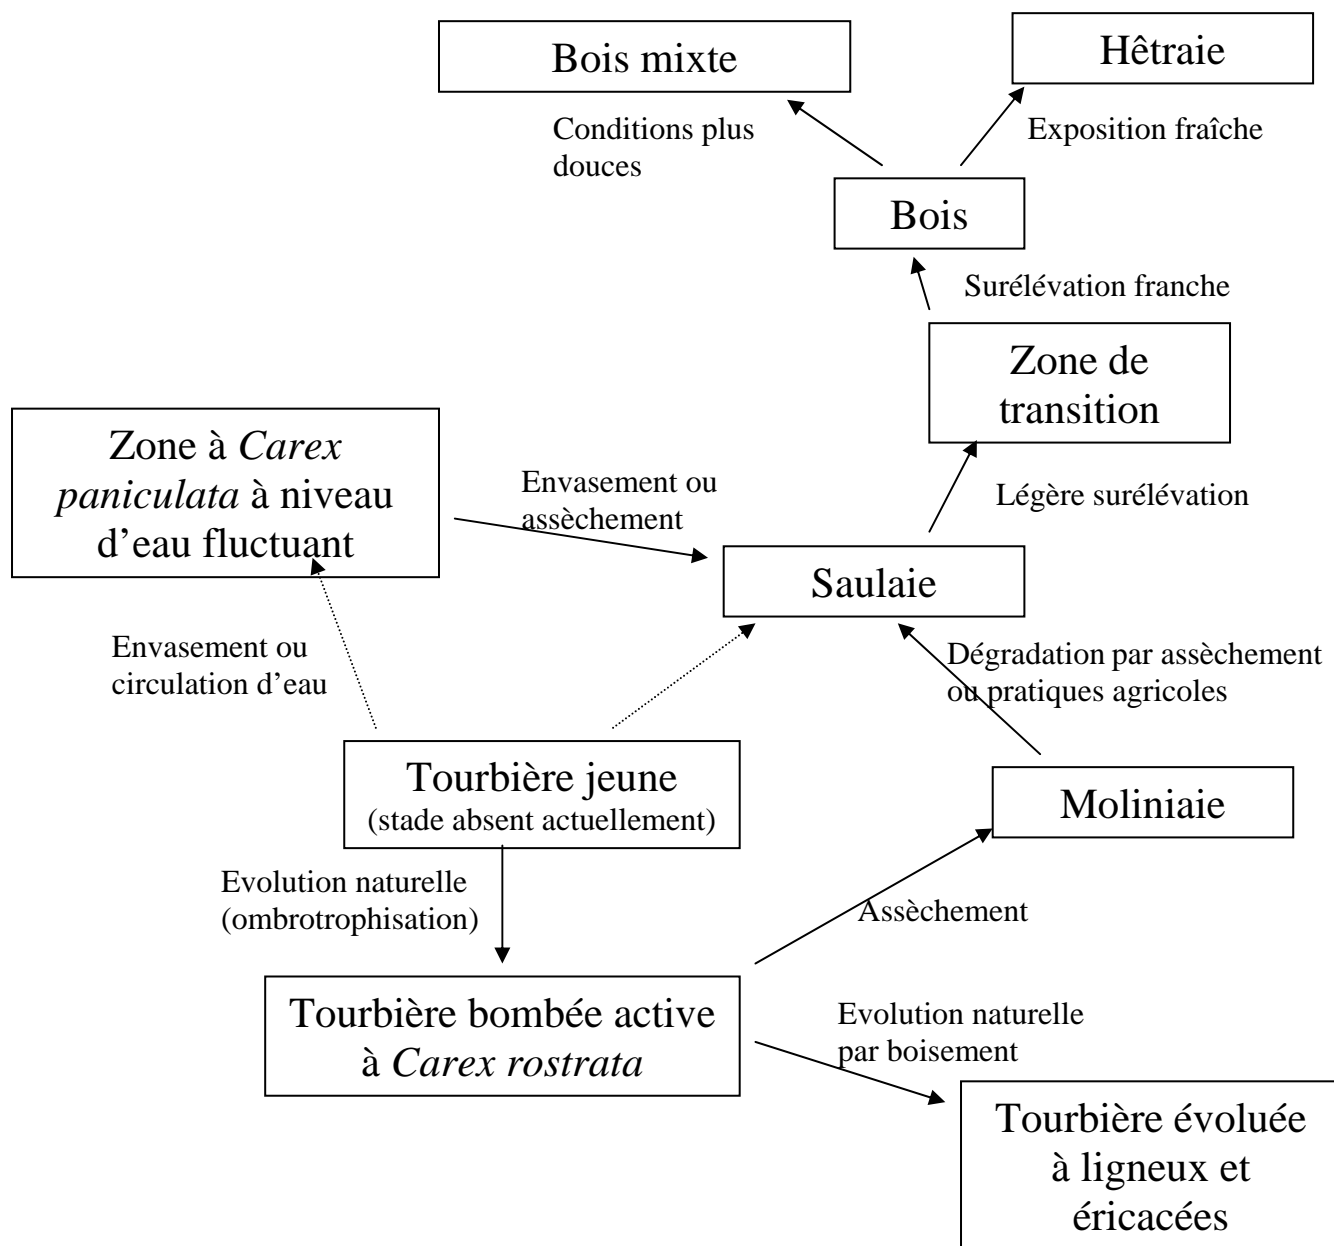 Bois mixte
Hêtraie
Conditions plus
douces
Exposition fraîche
Bois
Surélévation franche
Zone de
transition
Zone à Carex
paniculata à niveau
d'eau fluctuant
Envasement ou
assèchement
Légère surélévation
Saulaie
Envasement ou
circulation d'eau
Dégradation par assèchement
ou pratiques agricoles
Tourbière jeune
(stade absent actuellement)
Moliniaie
Evolution naturelle
(ombrotrophisation)
Assèchement
Tourbière bombée active
à Carex rostrata
Evolution naturelle
par boisement
Tourbière évoluée
à ligneux et
éricacées